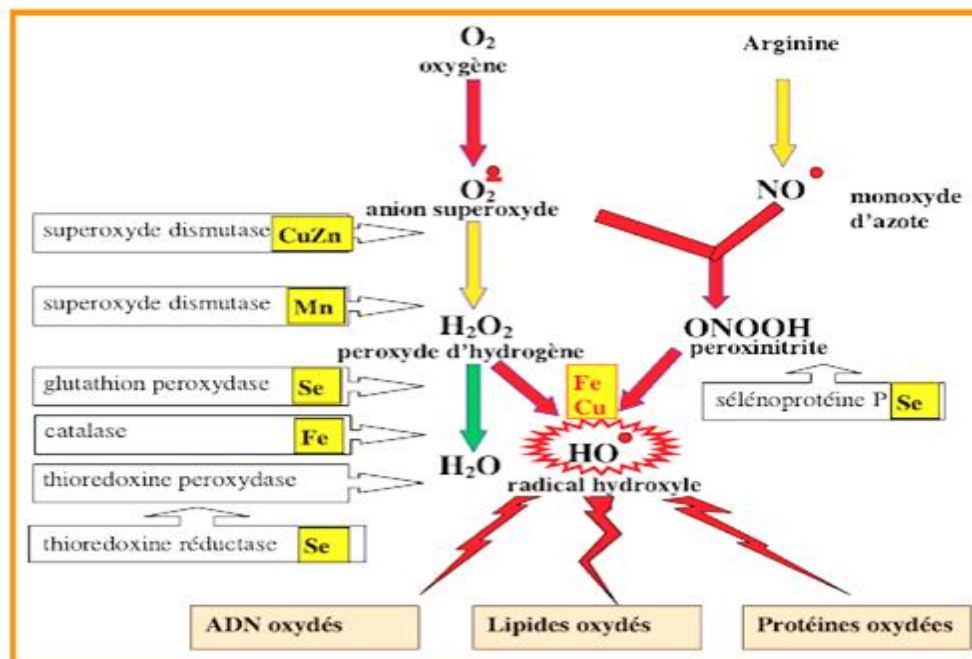 O₂
oxygène
Arginine
O₂
anion superoxyde
NO•
monoxyde
d'azote
superoxyde dismutase CuZn
superoxyde dismutase Mn
H₂O₂
peroxyde d'hydrogène
ONOOH
peroxinitrite
glutathion peroxydase Se
Fe
Cu
sélénoprotéine P Se
catalase Fe
HO•
H₂O
radical hydroxyle
thioredoxine peroxydase
thioredoxine réductase Se
ADN oxydés
Lipides oxydés
Protéines oxydées